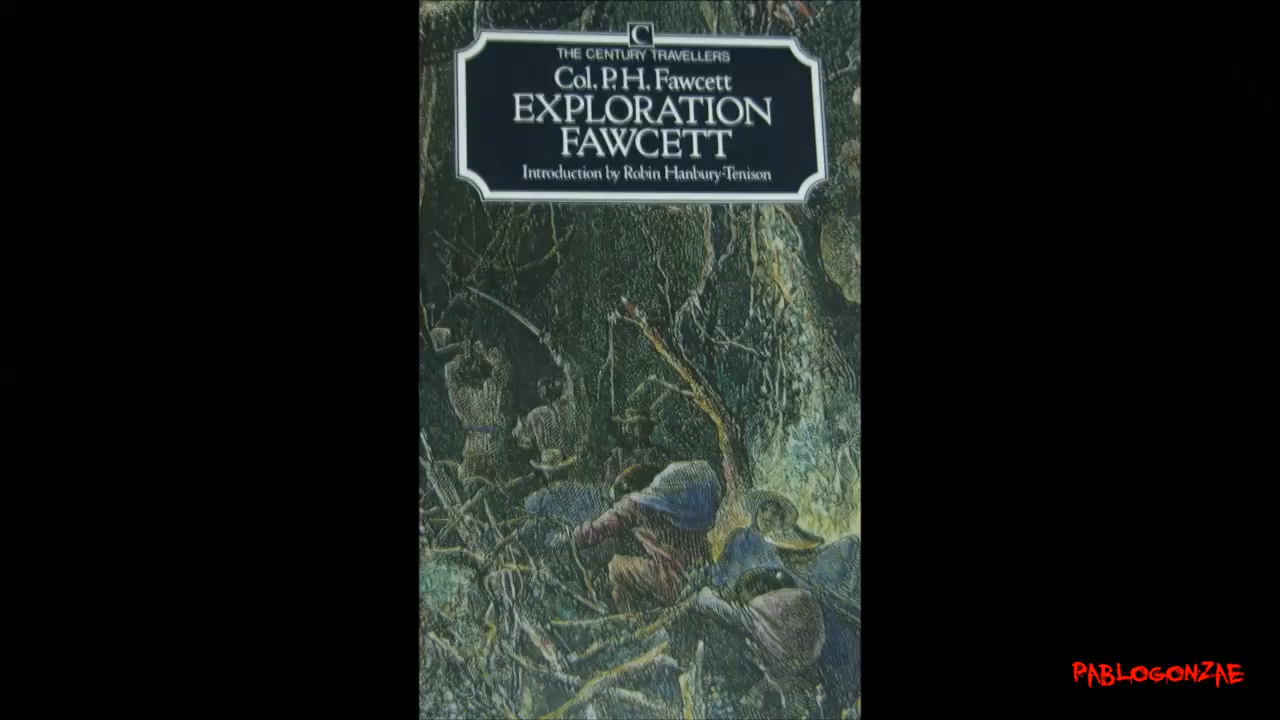 C
THE CENTURY TRAVELLERS
Col. P. H. Fawcett
EXPLORATION
FAWCETT
Introduction by Robin Hanbury-Tenison
PABLOGONZAE